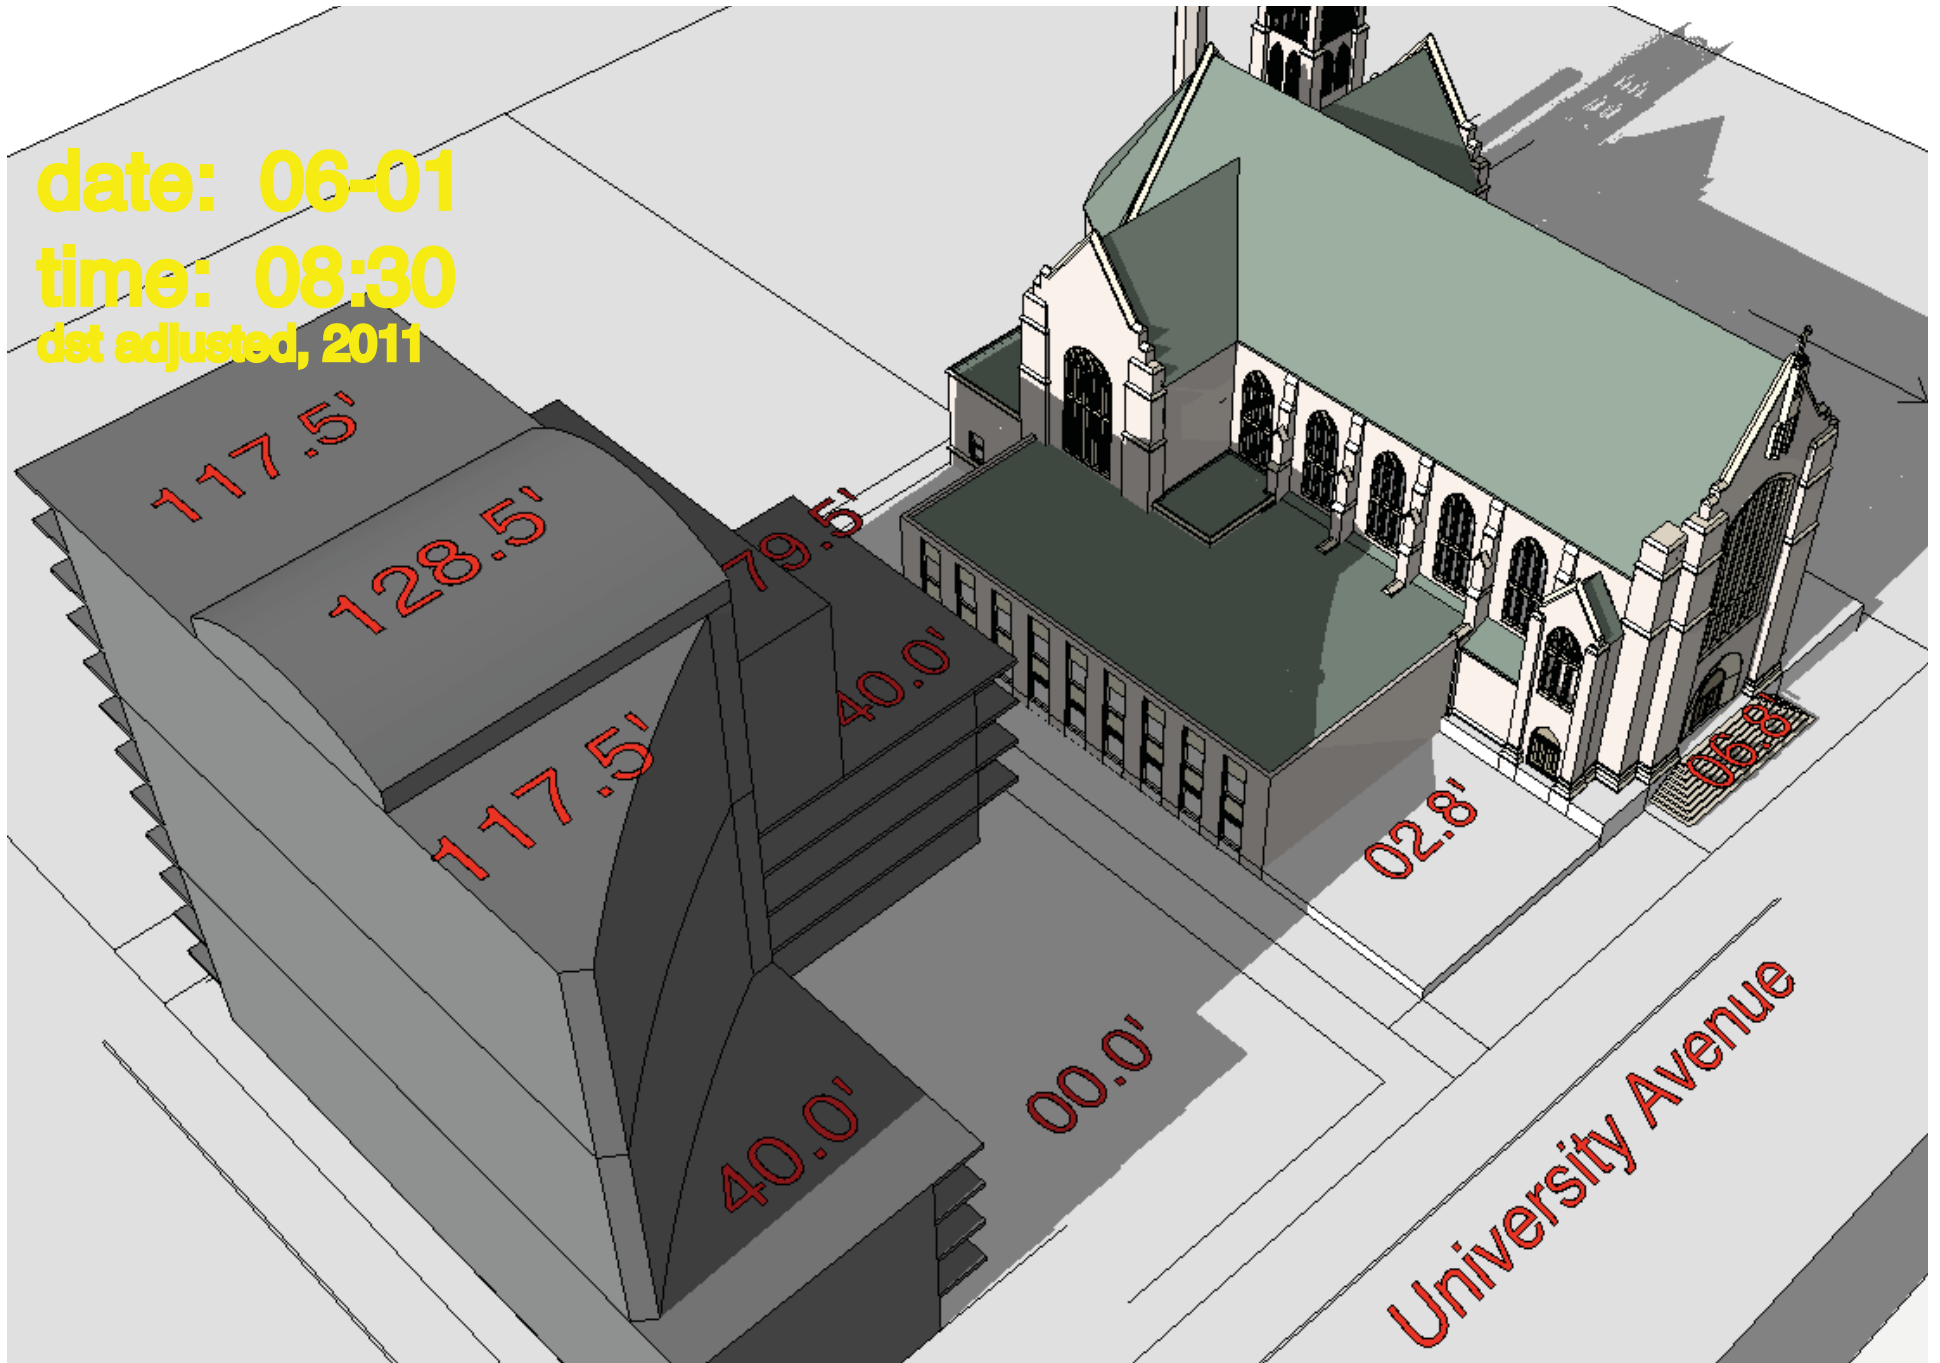 date: 06-01
time: 08:30
dst adjusted, 2011
117.5'
128.5'
79.5'
40.0'
117.5'
06.8'
02.8'
00.0'
40.0'
University Avenue